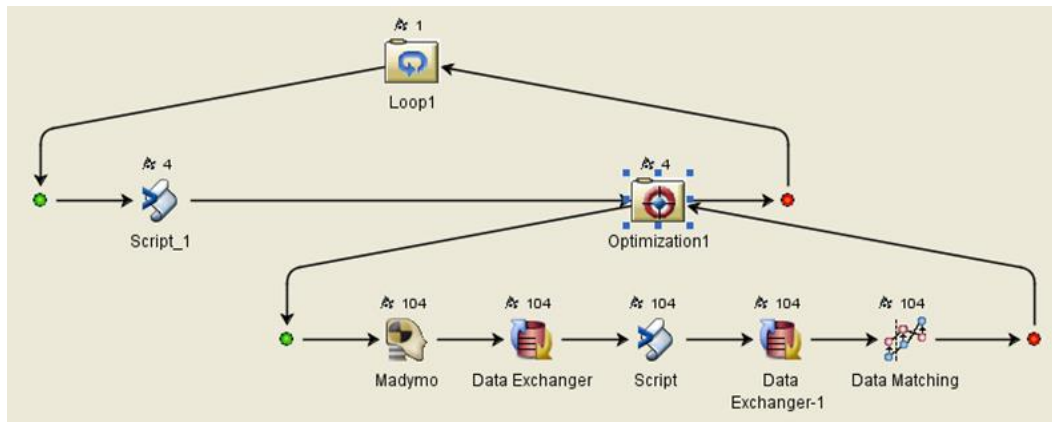 1
Loop1
4
4
Script_1
Optimization1
104
104
104
104
104
Madymo
Data Exchanger
Script
Data
Exchanger-1
Data Matching